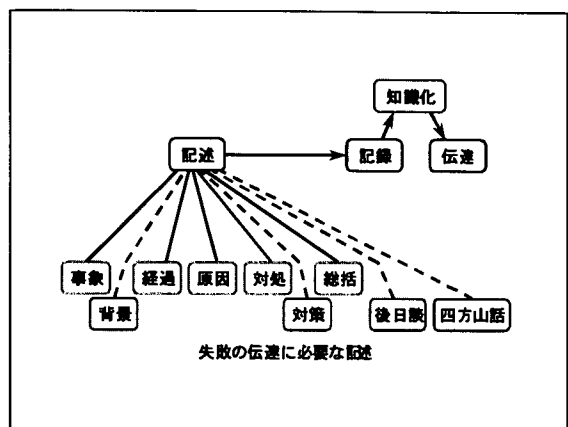 知識化
記述
記録
伝達
事象
経過
原因
対処
総括
背景
対策
後日談
四方山話
失敗の伝達に必要な記述